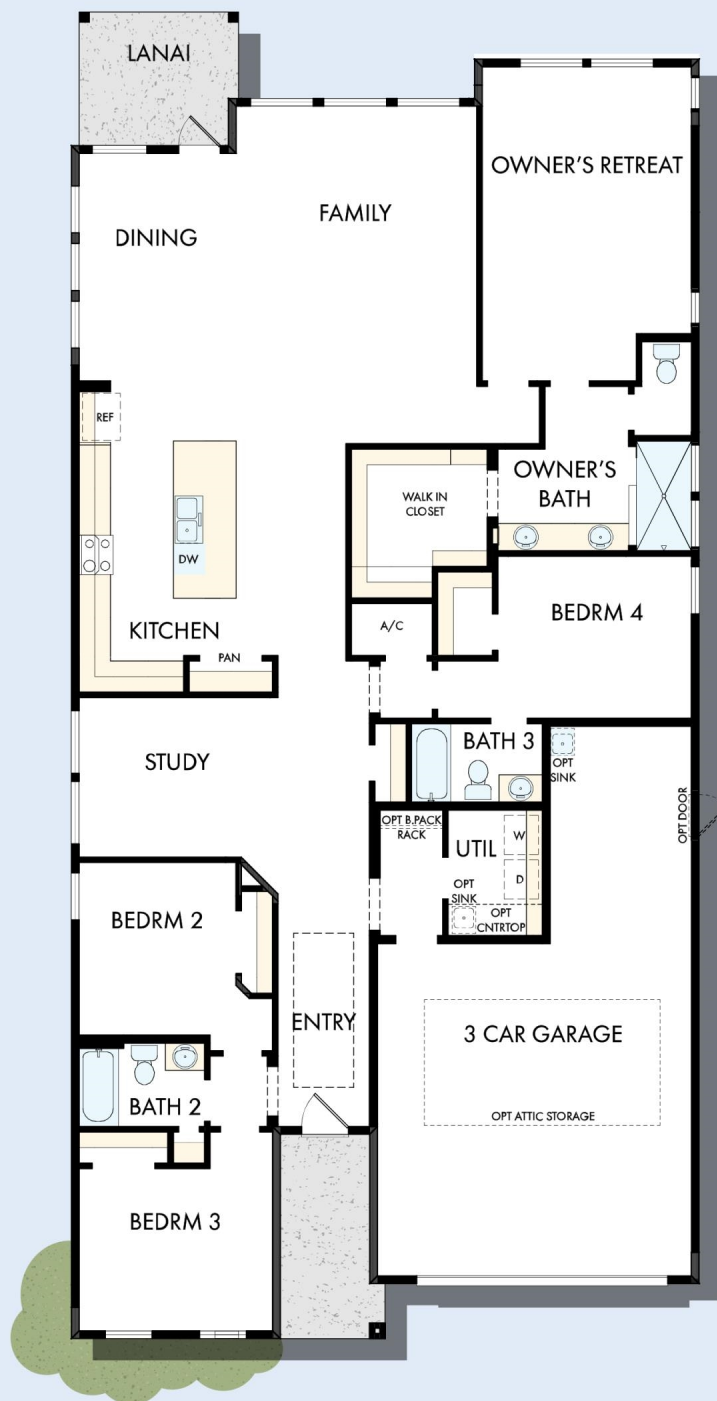 LANAI
OWNER'S RETREAT
FAMILY
DINING
REF
OWNER'S
BATH
WALK IN
CLOSET
DW
KITCHEN
PAN
A/C
BEDRM 4
STUDY
BATH 3
OPT
SINK
OPT DOOR
OPT B.PACK
RACK
UTIL
W
D
OPT
SINK
OPT
CNTRTOP
BEDRM 2
ENTRY
3 CAR GARAGE
BATH 2
OPT ATTIC STORAGE
BEDRM 3